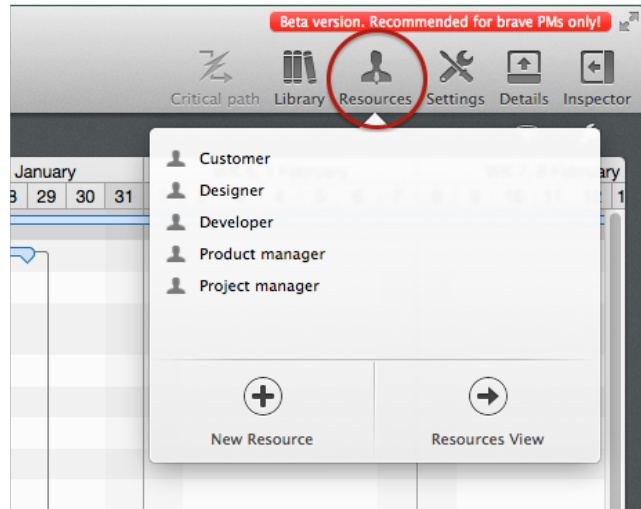 Beta version. Recommended for brave PMs only!
Critical path Library Resources Settings Details Inspector
January
29 30 31
Customer
Designer
Developer
Product manager
Project manager
New Resource Resources View